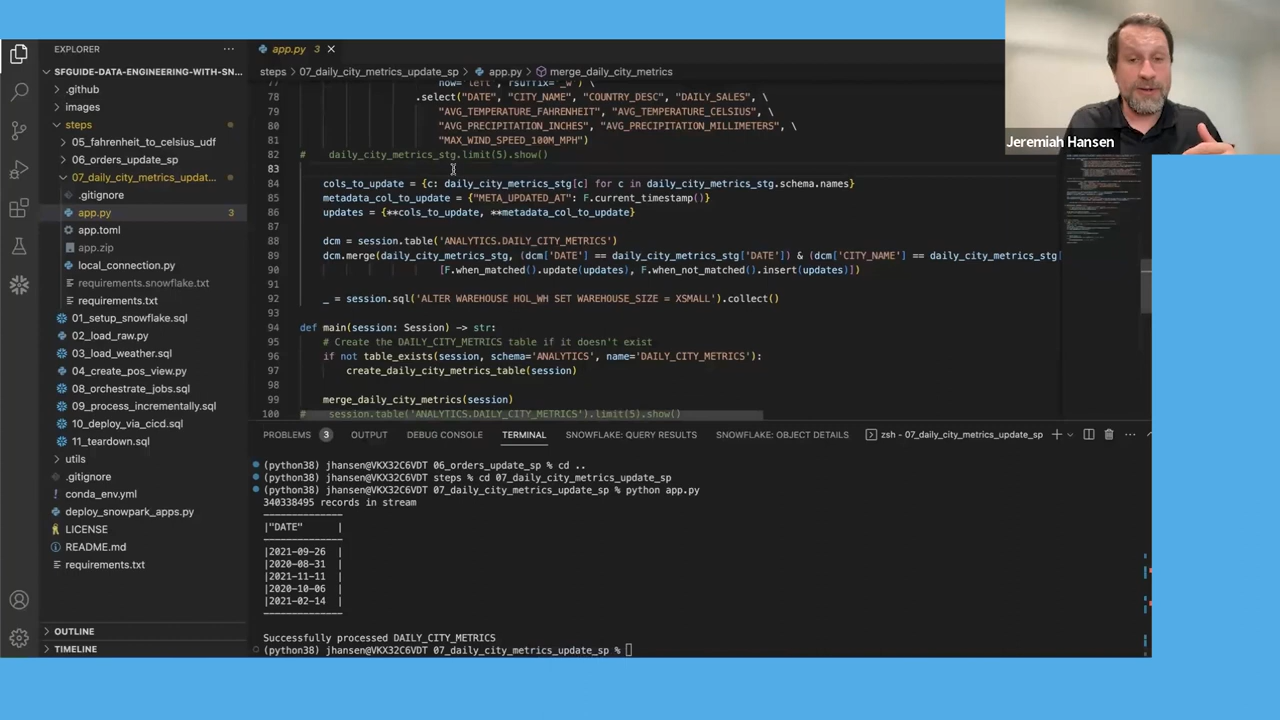 EXPLORER
SFGUIDE-DATA-ENGINEERING-WITH-SN...
.github
images
steps
05_fahrenheit_to_celsius_udf
06_orders_update_sp
07_daily_city_metrics_updat...
.gitignore
app.py 3
app.toml
app.zip
local_connection.py
requirements.snowflake.txt
requirements.txt
01_setup_snowflake.sql
02_load_raw.py
03_load_weather.sql
04_create_pos_view.py
08_orchestrate_jobs.sql
09_process_incrementally.sql
10_deploy_via_cicd.sql
11_teardown.sql
utils
.gitignore
conda_env.yml
deploy_snowpark_apps.py
LICENSE
README.md
requirements.txt
OUTLINE
TIMELINE
app.py 3
steps > 07_daily_city_metrics_update_sp > app.py > merge_daily_city_metrics
77 how='left', rsuffix='_w') \
78 .select("DATE", "CITY_NAME", "COUNTRY_DESC", "DAILY_SALES", \
79 "AVG_TEMPERATURE_FAHRENHEIT", "AVG_TEMPERATURE_CELSIUS", \
80 "AVG_PRECIPITATION_INCHES", "AVG_PRECIPITATION_MILLIMETERS", \
81 "MAX_WIND_SPEED_100M_MPH")
82 # daily_city_metrics_stg.limit(5).show()
83
84 cols_to_update = {c: daily_city_metrics_stg[c] for c in daily_city_metrics_stg.schema.names}
85 metadata_col_to_update = {"META_UPDATED_AT": F.current_timestamp()}
86 updates = {**cols_to_update, **metadata_col_to_update}
87
88 dcm = session.table('ANALYTICS.DAILY_CITY_METRICS')
89 dcm.merge(daily_city_metrics_stg, (dcm['DATE'] == daily_city_metrics_stg['DATE']) & (dcm['CITY_NAME'] == daily_city_metrics_stg[
90 [F.when_matched().update(updates), F.when_not_matched().insert(updates)])
91
92 _ = session.sql('ALTER WAREHOUSE HOL_WH SET WAREHOUSE_SIZE = XSMALL').collect()
93
94 def main(session: Session) -> str:
95 # Create the DAILY_CITY_METRICS table if it doesn't exist
96 if not table_exists(session, schema='ANALYTICS', name='DAILY_CITY_METRICS'):
97 create_daily_city_metrics_table(session)
98
99 merge_daily_city_metrics(session)
100 # session.table('ANALYTICS.DAILY_CITY_METRICS').limit(5).show()
PROBLEMS 3 OUTPUT DEBUG CONSOLE TERMINAL SNOWFLAKE: QUERY RESULTS SNOWFLAKE: OBJECT DETAILS zsh - 07_daily_city_metrics_update_sp
(python38) jhansen@VKX32C6VDT 06_orders_update_sp % cd ..
(python38) jhansen@VKX32C6VDT steps % cd 07_daily_city_metrics_update_sp
(python38) jhansen@VKX32C6VDT 07_daily_city_metrics_update_sp % python app.py
340338495 records in stream
--------------
|"DATE" |
--------------
|2021-09-26 |
|2020-08-31 |
|2021-11-11 |
|2020-10-06 |
|2021-02-14 |
--------------
Successfully processed DAILY_CITY_METRICS
(python38) jhansen@VKX32C6VDT 07_daily_city_metrics_update_sp %
Jeremiah Hansen